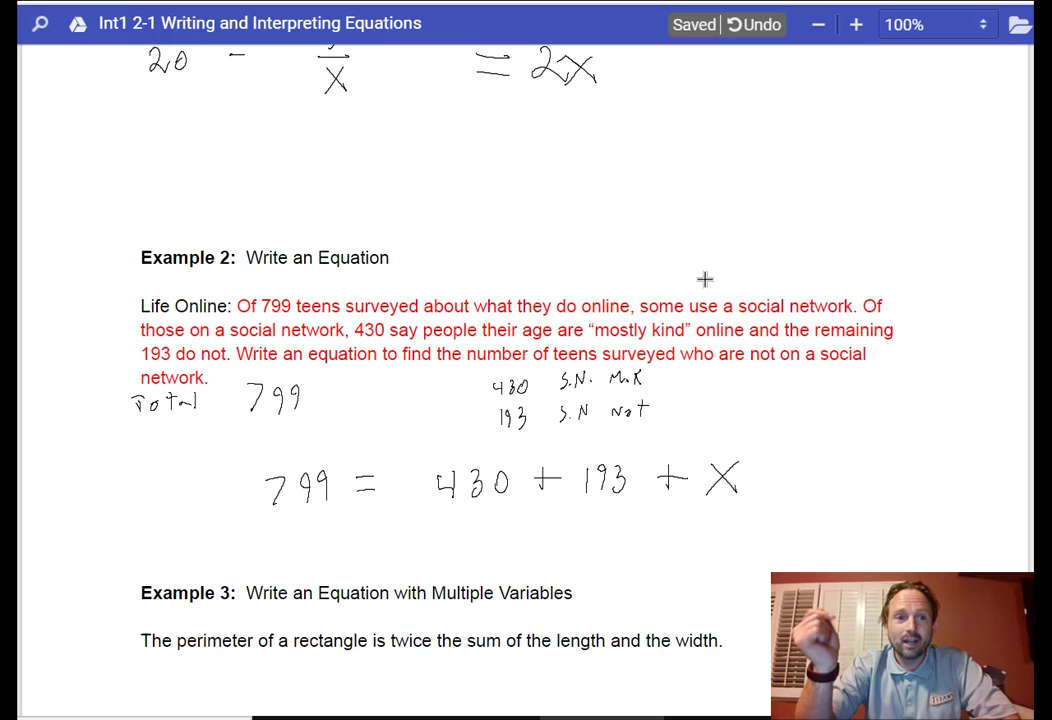 Int1 2-1 Writing and Interpreting Equations Saved Undo 100%
20 - x = 2x
Example 2: Write an Equation
Life Online: Of 799 teens surveyed about what they do online, some use a social network. Of
those on a social network, 430 say people their age are “mostly kind” online and the remaining
193 do not. Write an equation to find the number of teens surveyed who are not on a social
network.
Total 799 430 S.N. M.K
193 S.N Not
799 = 430 + 193 + X
Example 3: Write an Equation with Multiple Variables
The perimeter of a rectangle is twice the sum of the length and the width.
TITANS